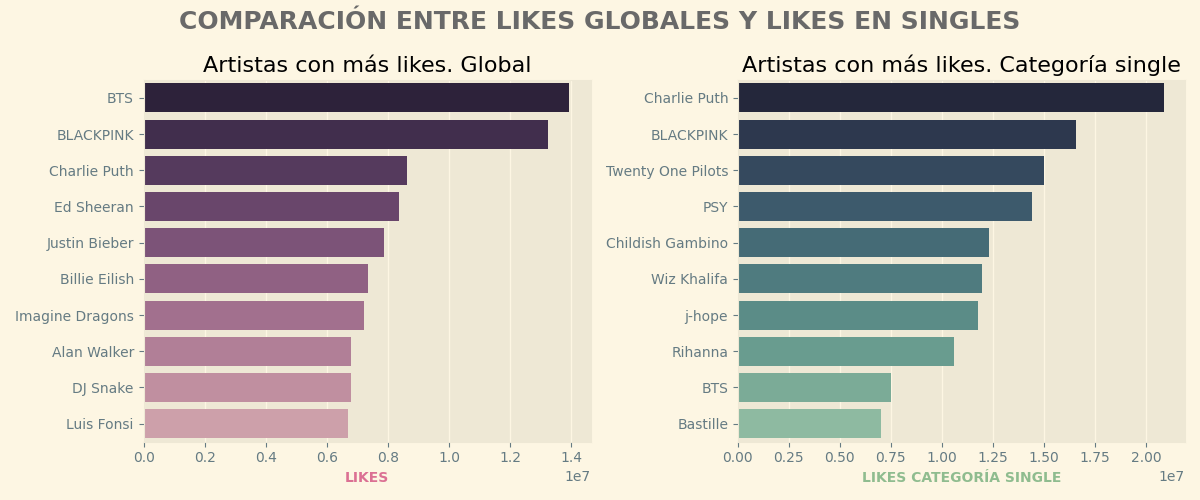 COMPARACIÓN ENTRE LIKES GLOBALES Y LIKES EN SINGLES
Artistas con más likes. Global
BTS
BLACKPINK
Charlie Puth
Ed Sheeran
Justin Bieber
Billie Eilish
Imagine Dragons
Alan Walker
DJ Snake
Luis Fonsi
0.0 0.2 0.4 0.6 0.8 1.0 1.2 1.4
1e7
LIKES
Artistas con más likes. Categoría single
Charlie Puth
BLACKPINK
Twenty One Pilots
PSY
Childish Gambino
Wiz Khalifa
j-hope
Rihanna
BTS
Bastille
0.00 0.25 0.50 0.75 1.00 1.25 1.50 1.75 2.00
1e7
LIKES CATEGORÍA SINGLE